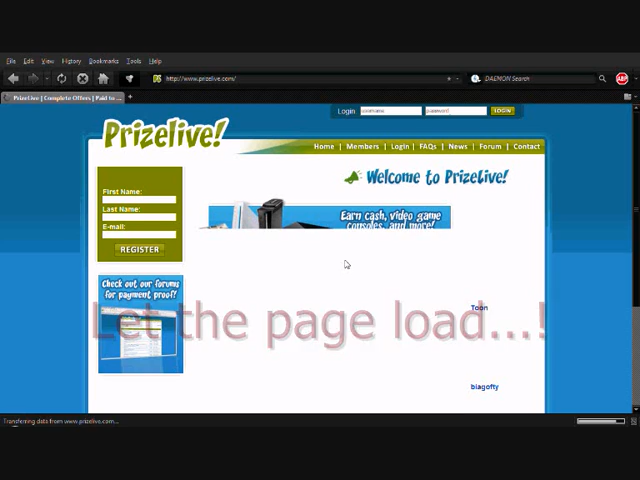 File Edit View History Bookmarks Tools Help
http://www.prizelive.com/
DAEMON Search
ABP
PrizeLive | Complete Offers | Paid to ...
Login username password LOGIN
Prizelive!
Home | Members | Login | FAQs | News | Forum | Contact
Welcome to PrizeLive!
First Name:
Last Name:
E-mail:
REGISTER
Earn cash, video game
consoles, and more!
Check out our forums
for payment proof!
Let the page load...!
Toon
blagofty
Transferring data from www.prizelive.com...